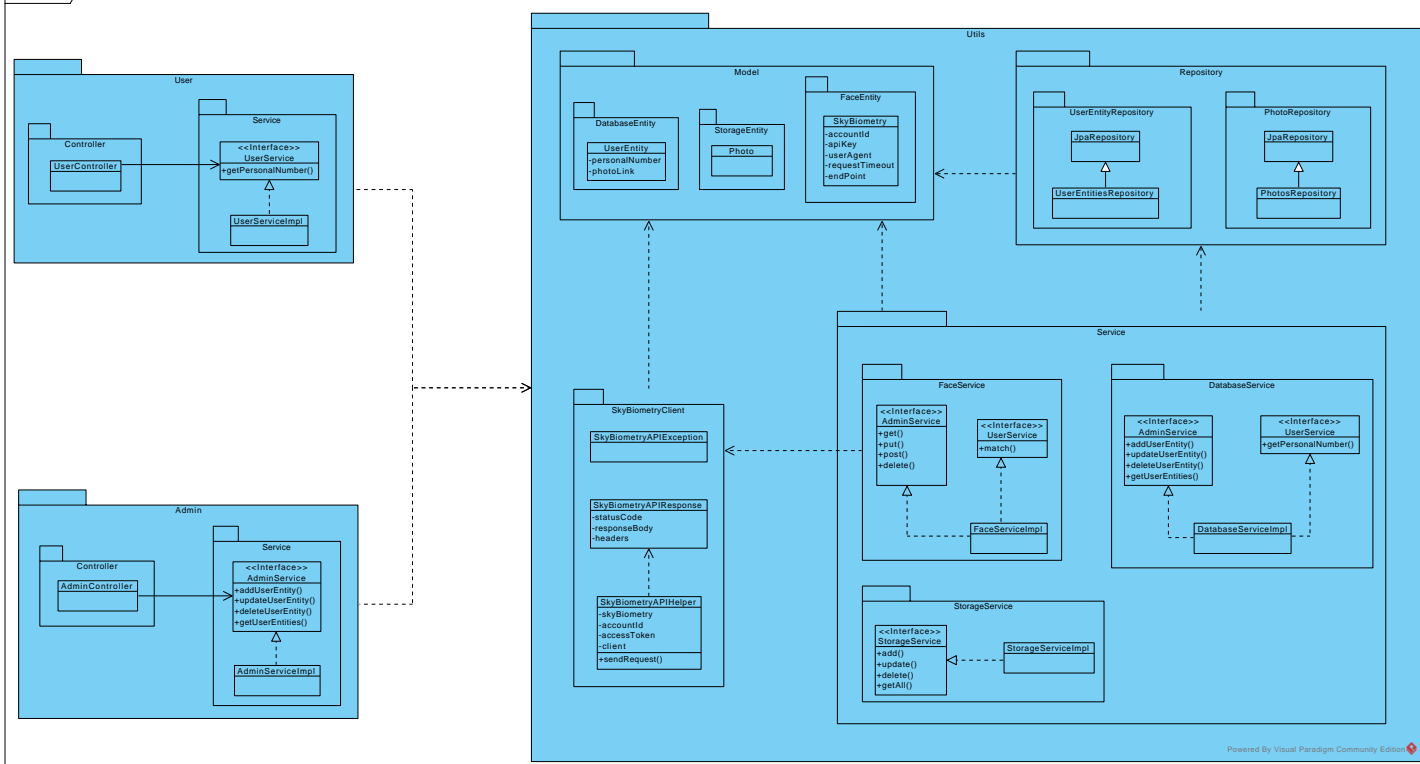 User
Controller
UserController
Service
<<Interface>>
UserService
+getPersonalNumber()
UserServiceImpl
Admin
Controller
AdminController
Service
<<Interface>>
AdminService
+addUserEntity()
+updateUserEntity()
+deleteUserEntity()
+getUserEntities()
AdminServiceImpl
Utils
Model
DatabaseEntity
UserEntity
-personalNumber
-photoLink
StorageEntity
Photo
FaceEntity
SkyBiometry
-accountId
-apiKey
-userAgent
-requestTimeout
-endPoint
Repository
UserEntityRepository
JpaRepository
UserEntitiesRepository
PhotoRepository
JpaRepository
PhotosRepository
SkyBiometryClient
SkyBiometryAPIException
SkyBiometryAPIResponse
-statusCode
-responseBody
-headers
SkyBiometryAPIHelper
-skyBiometry
-accountId
-accessToken
-client
+sendRequest()
Service
FaceService
<<Interface>>
AdminService
+get()
+put()
+post()
+delete()
<<Interface>>
UserService
+match()
FaceServiceImpl
DatabaseService
<<Interface>>
AdminService
+addUserEntity()
+updateUserEntity()
+deleteUserEntity()
+getUserEntities()
<<Interface>>
UserService
+getPersonalNumber()
DatabaseServiceImpl
StorageService
<<Interface>>
StorageService
+add()
+update()
+delete()
+getAll()
StorageServiceImpl
Powered By Visual Paradigm Community Edition